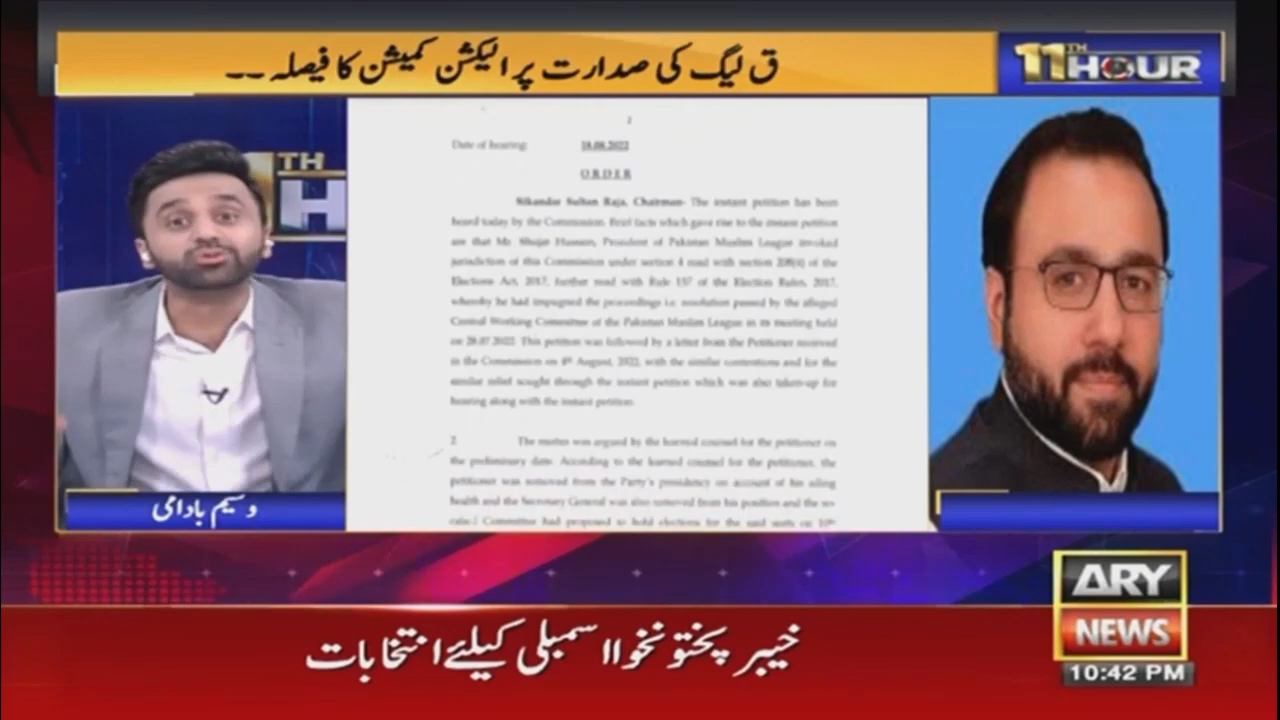 ق لیگ کی صدارت پر الیکشن کمیشن کا فیصلہ ۔۔
11TH HOUR
TH
H
2
Date of hearing: 18.08.2022
ORDER
Sikandar Sultan Raja, Chairman- The instant petition has been
heard today by the Commission. Brief facts which gave rise to the instant petition
are that Mr. Shujat Hussain, President of Pakistan Muslim League invoked
jurisdiction of this Commission under section 4 read with section 208(4) of the
Elections Act, 2017, further read with Rule 157 of the Election Rules, 2017,
whereby he had impugned the proceedings i.e. resolution passed by the alleged
Central Working Committee of the Pakistan Muslim League in its meeting held
on 28.07.2022. This petition was followed by a letter from the Petitioner received
in the Commission on 8th August, 2022, with the similar contentions and for the
similar relief sought through the instant petition which was also taken-up for
hearing along with the instant petition.
2. The matter was argued by the learned counsel for the petitioner on
the preliminary date. According to the learned counsel for the petitioner, the
petitioner was removed from the Party's presidency on account of his ailing
health and the Secretary General was also removed from his position and the so-
Committee had proposed to hold elections for the said seats on 10th
وسیم بادامی
ARY
NEWS
10:42 PM
خیبر پختونخوا اسمبلی کیلئے انتخابات